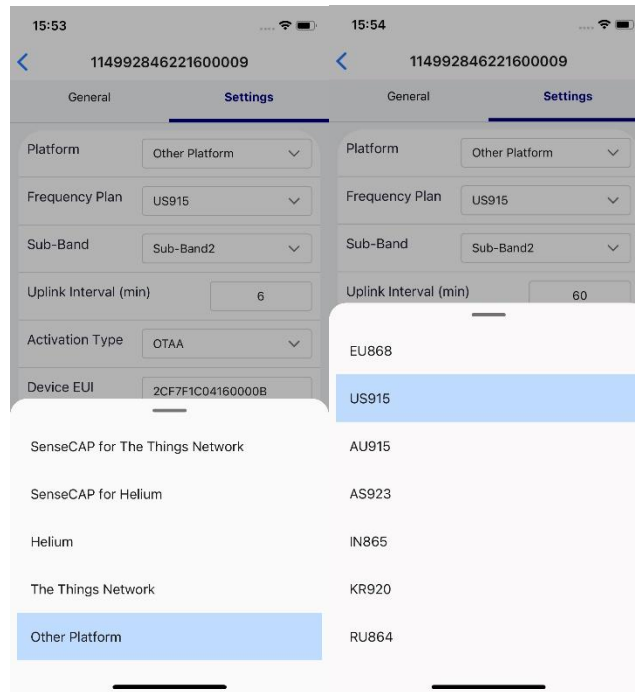 15:53
114992846221600009
General Settings
Platform Other Platform
Frequency Plan US915
Sub-Band Sub-Band2
Uplink Interval (min) 6
Activation Type OTAA
Device EUI 2CF7F1C04160000B
SenseCAP for The Things Network
SenseCAP for Helium
Helium
The Things Network
Other Platform
15:54
114992846221600009
General Settings
Platform Other Platform
Frequency Plan US915
Sub-Band Sub-Band2
Uplink Interval (min) 60
EU868
US915
AU915
AS923
IN865
KR920
RU864